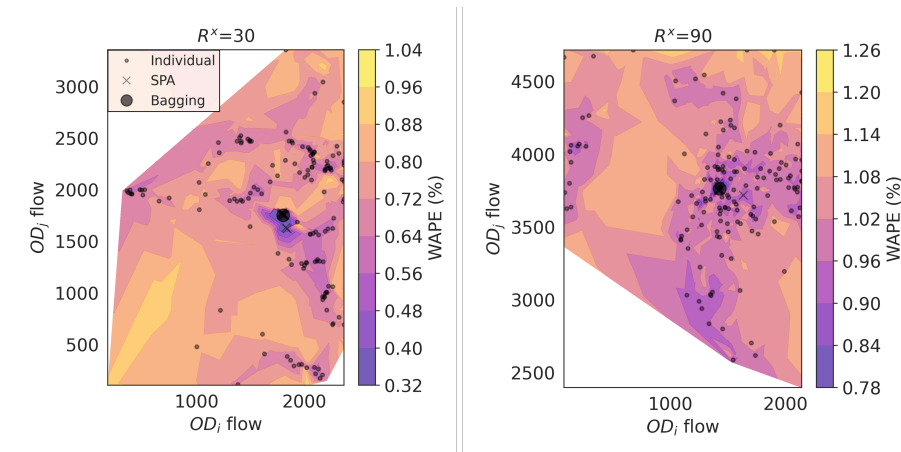 R^x=30
Individual
SPA
Bagging
3000
2500
2000
1500
1000
500
1000 2000
OD_i flow
OD_j flow
1.04
0.96
0.88
0.80
0.72
0.64
0.56
0.48
0.40
0.32
WAPE (%)
R^x=90
4500
4000
3500
3000
2500
1000 2000
OD_i flow
OD_j flow
1.26
1.20
1.14
1.08
1.02
0.96
0.90
0.84
0.78
WAPE (%)